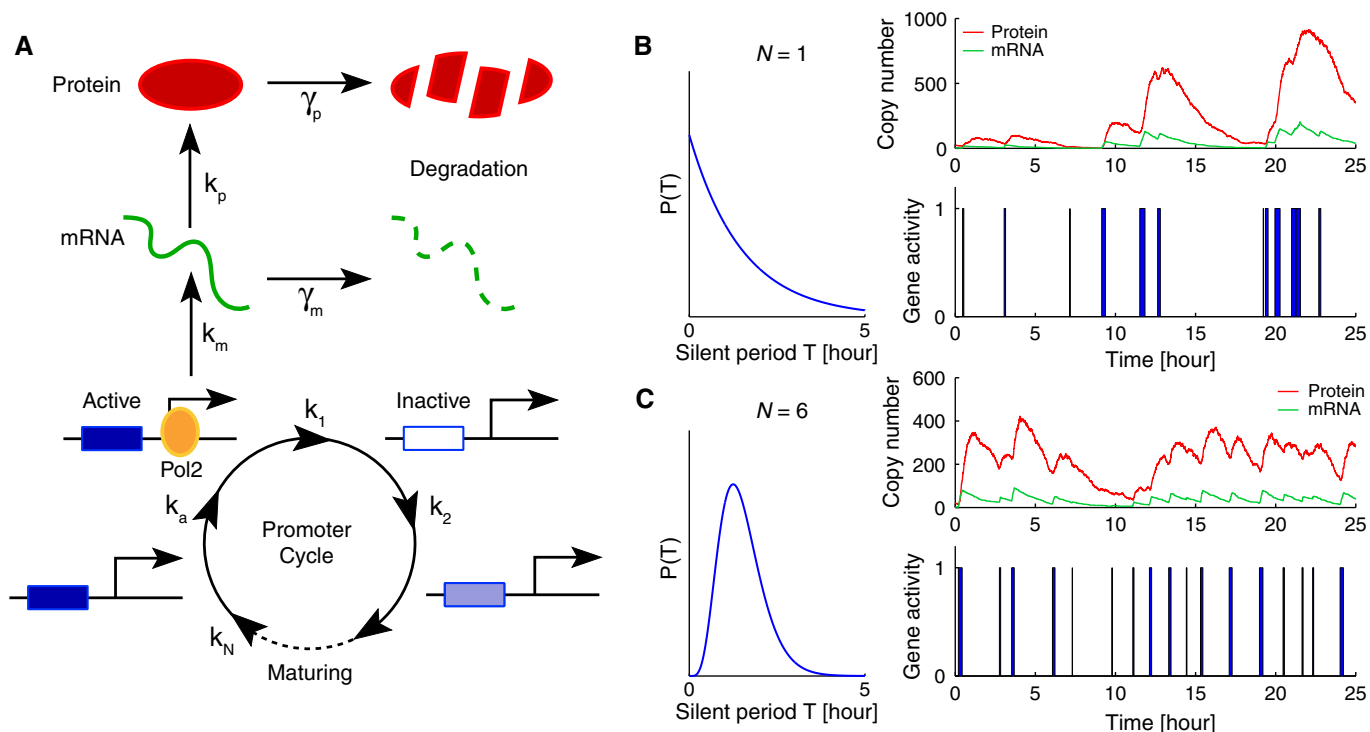 A
Protein
γp
Degradation
kp
mRNA
γm
km
Active
Pol2
k1
Inactive
ka
Promoter
Cycle
k2
kN
Maturing
B
N = 1
P(T)
0
5
Silent period T [hour]
Copy number
1000
500
0
Protein
mRNA
0 5 10 15 20 25
Gene activity
1
0
0 5 10 15 20 25
Time [hour]
C
N = 6
P(T)
0
5
Silent period T [hour]
Copy number
600
400
200
0
Protein
mRNA
0 5 10 15 20 25
Gene activity
1
0
0 5 10 15 20 25
Time [hour]